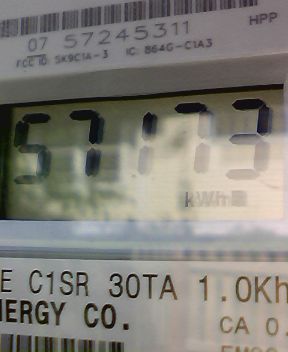 HPP
07 57245311
FCC ID: SK9C1A-3 IC: 864G-C1A3
57173
kWh
E C1SR 30TA 1.0Kh
NERGY CO.
CA 0.